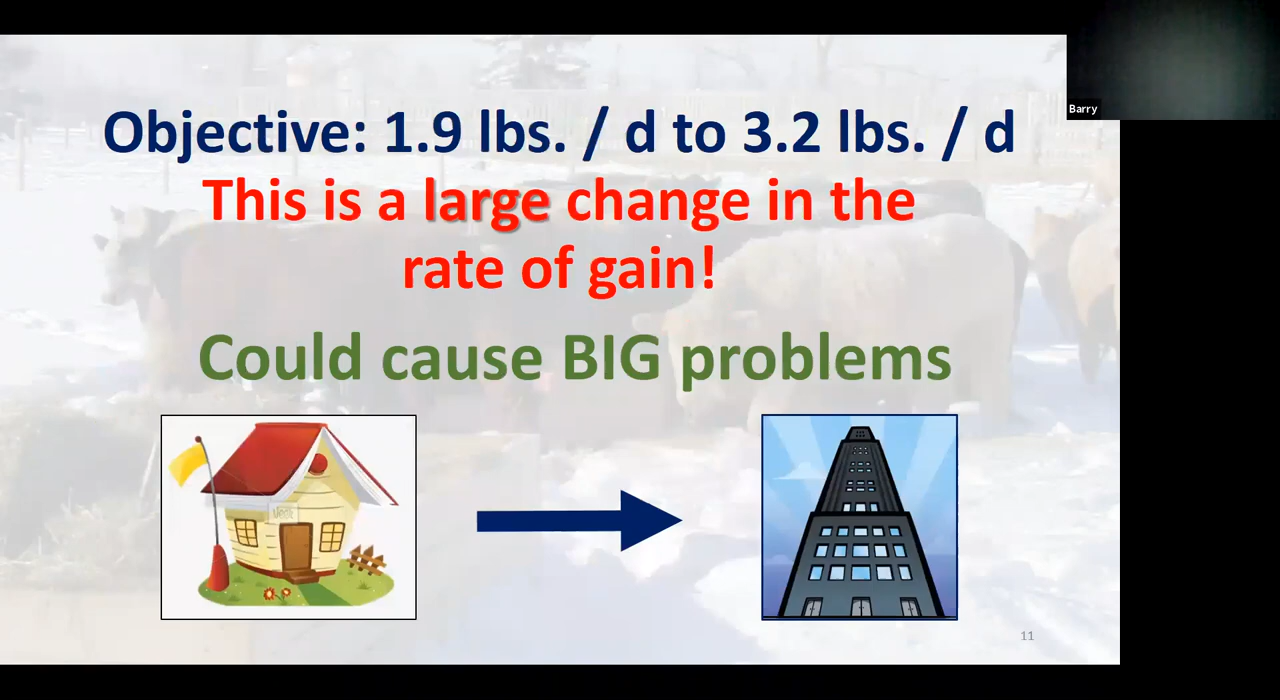 Barry
Objective: 1.9 lbs. / d to 3.2 lbs. / d
This is a large change in the
rate of gain!
Could cause BIG problems
11